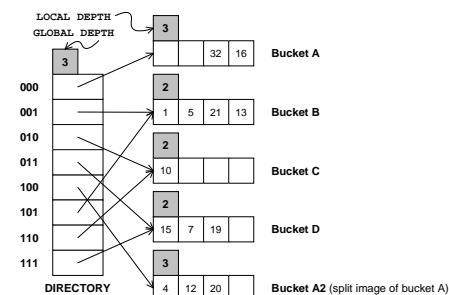 LOCAL DEPTH
GLOBAL DEPTH
3
3
32 16 Bucket A
000
2
001
1 5 21 13 Bucket B
010
2
011
10 Bucket C
100
2
101
15 7 19 Bucket D
110
3
111
4 12 20 Bucket A2 (split image of bucket A)
DIRECTORY